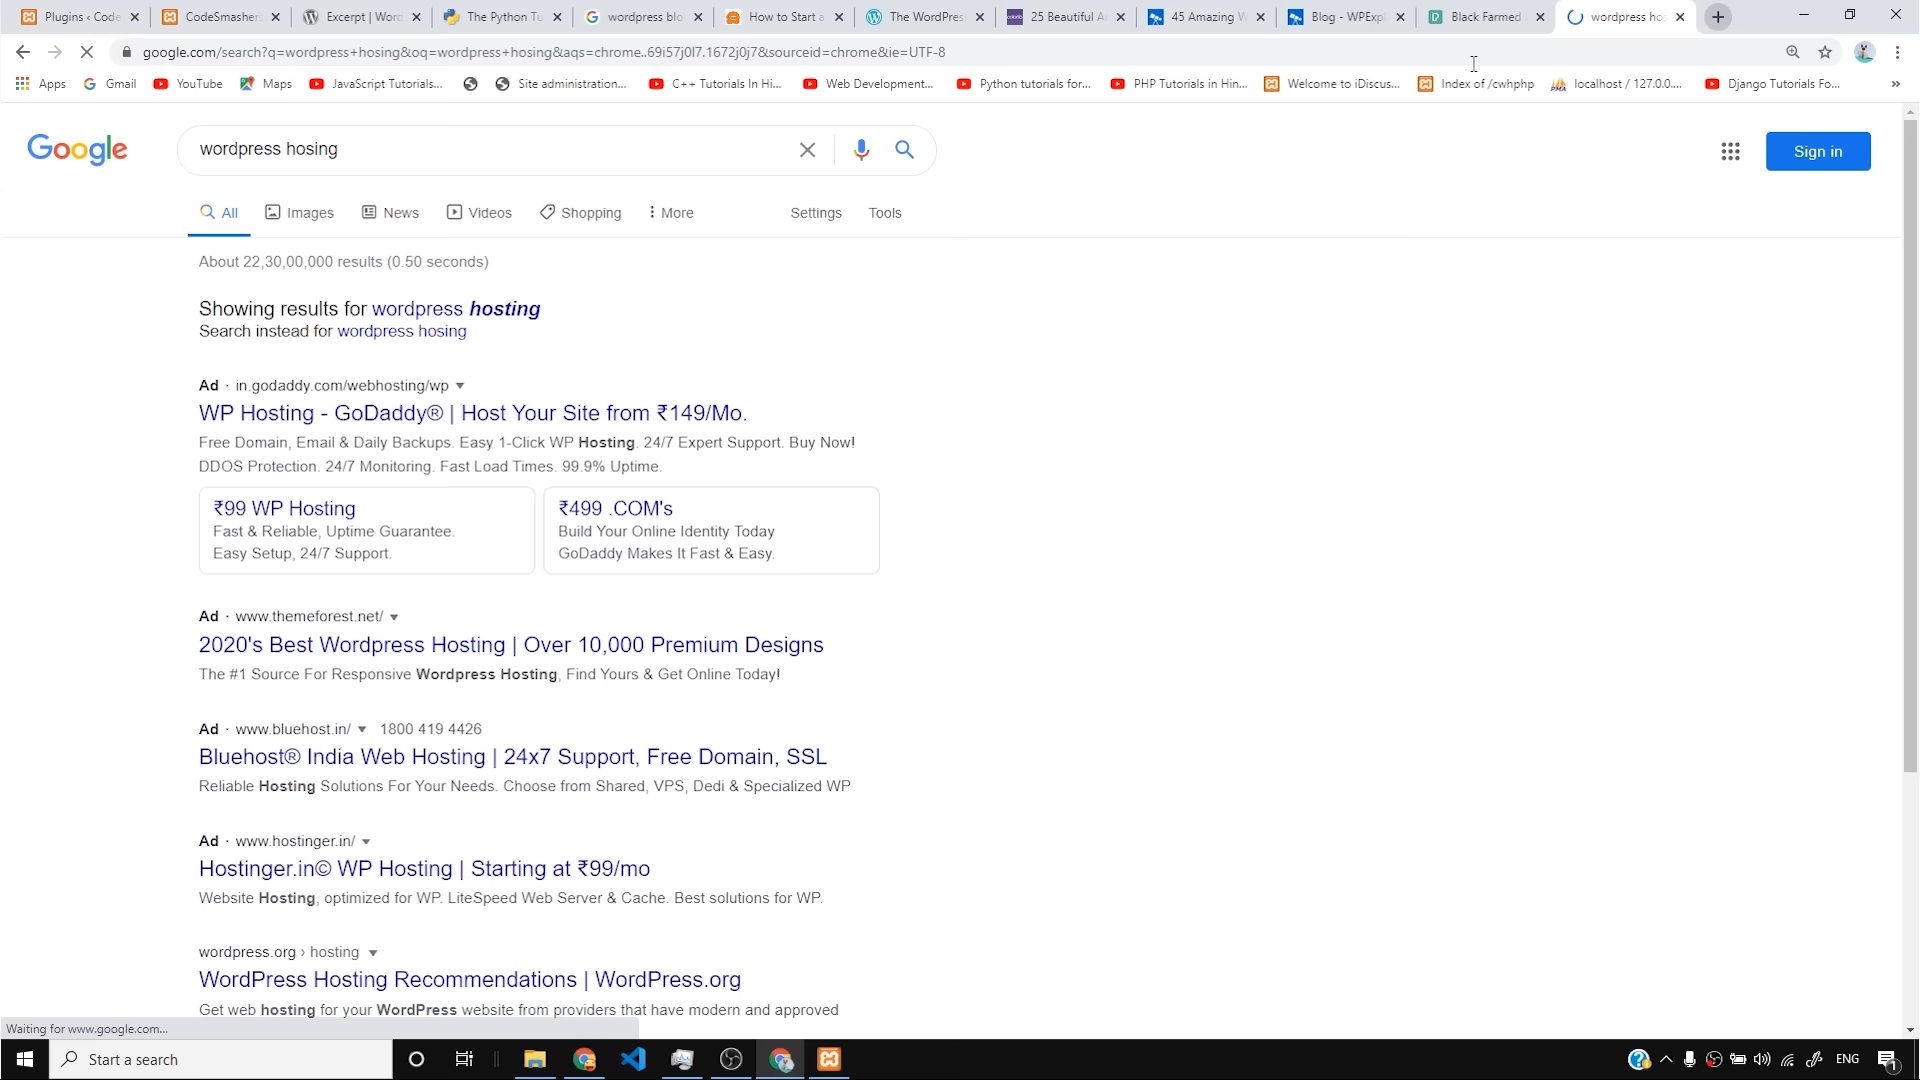 Plugins ‹ Code
CodeSmashers
Excerpt | Word
The Python Tu
wordpress blo
How to Start a
The WordPres
25 Beautiful A
45 Amazing W
Blog - WPExpl
Black Farmed
wordpress hos
google.com/search?q=wordpress+hosing&oq=wordpress+hosing&aqs=chrome..69i57j0l7.1672j0j7&sourceid=chrome&ie=UTF-8
Apps
Gmail
YouTube
Maps
JavaScript Tutorials...
Site administration...
C++ Tutorials In Hi...
Web Development...
Python tutorials for...
PHP Tutorials in Hin...
Welcome to iDiscus...
Index of /cwhphp
localhost / 127.0.0....
Django Tutorials Fo...
Google
wordpress hosing
Sign in
All
Images
News
Videos
Shopping
More
Settings
Tools
About 22,30,00,000 results (0.50 seconds)
Showing results for wordpress hosting
Search instead for wordpress hosing
Ad · in.godaddy.com/webhosting/wp
WP Hosting - GoDaddy® | Host Your Site from ₹149/Mo.
Free Domain, Email & Daily Backups. Easy 1-Click WP Hosting. 24/7 Expert Support. Buy Now!
DDOS Protection. 24/7 Monitoring. Fast Load Times. 99.9% Uptime.
₹99 WP Hosting
Fast & Reliable, Uptime Guarantee.
Easy Setup, 24/7 Support.
₹499 .COM's
Build Your Online Identity Today
GoDaddy Makes It Fast & Easy.
Ad · www.themeforest.net/
2020's Best Wordpress Hosting | Over 10,000 Premium Designs
The #1 Source For Responsive Wordpress Hosting, Find Yours & Get Online Today!
Ad · www.bluehost.in/ 1800 419 4426
Bluehost® India Web Hosting | 24x7 Support, Free Domain, SSL
Reliable Hosting Solutions For Your Needs. Choose from Shared, VPS, Dedi & Specialized WP
Ad · www.hostinger.in/
Hostinger.in© WP Hosting | Starting at ₹99/mo
Website Hosting, optimized for WP. LiteSpeed Web Server & Cache. Best solutions for WP.
wordpress.org › hosting
WordPress Hosting Recommendations | WordPress.org
Get web hosting for your WordPress website from providers that have modern and approved
Waiting for www.google.com...
Start a search
ENG
1